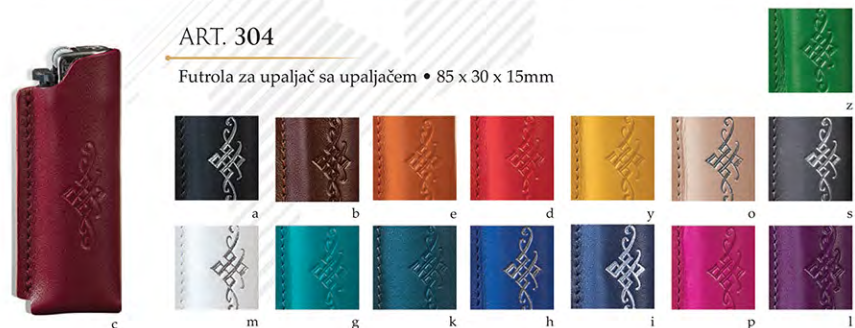 ART. 304
Futrola za upaljač sa upaljačem • 85 x 30 x 15mm
z
a b e d y o s
c m g k h i p l